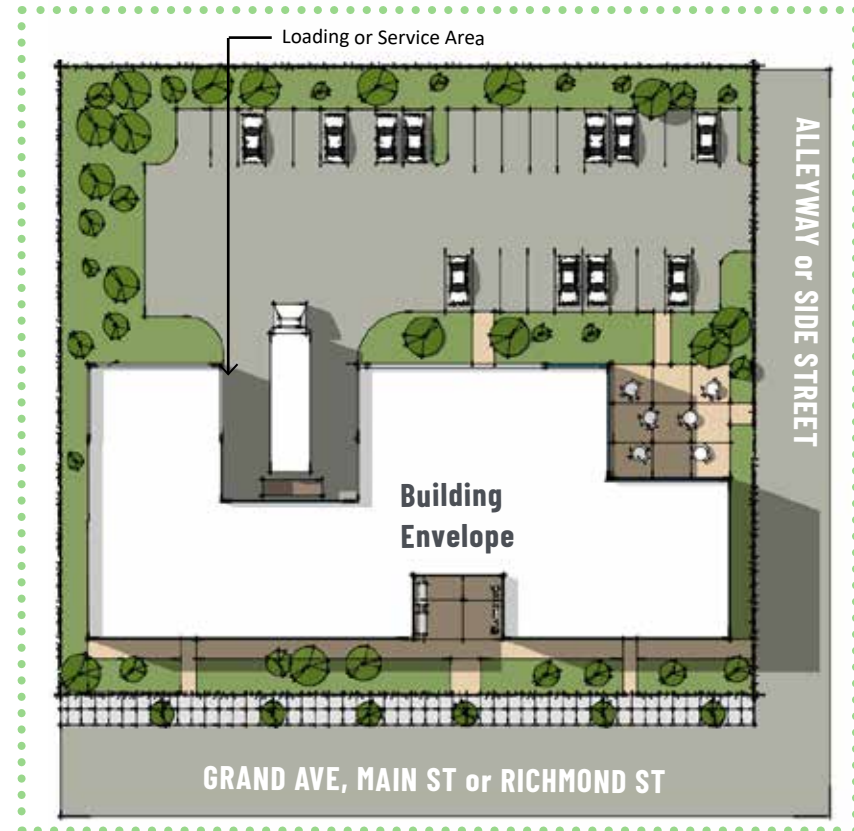 Loading or Service Area
ALLEYWAY or SIDE STREET
Building
Envelope
GRAND AVE, MAIN ST or RICHMOND ST